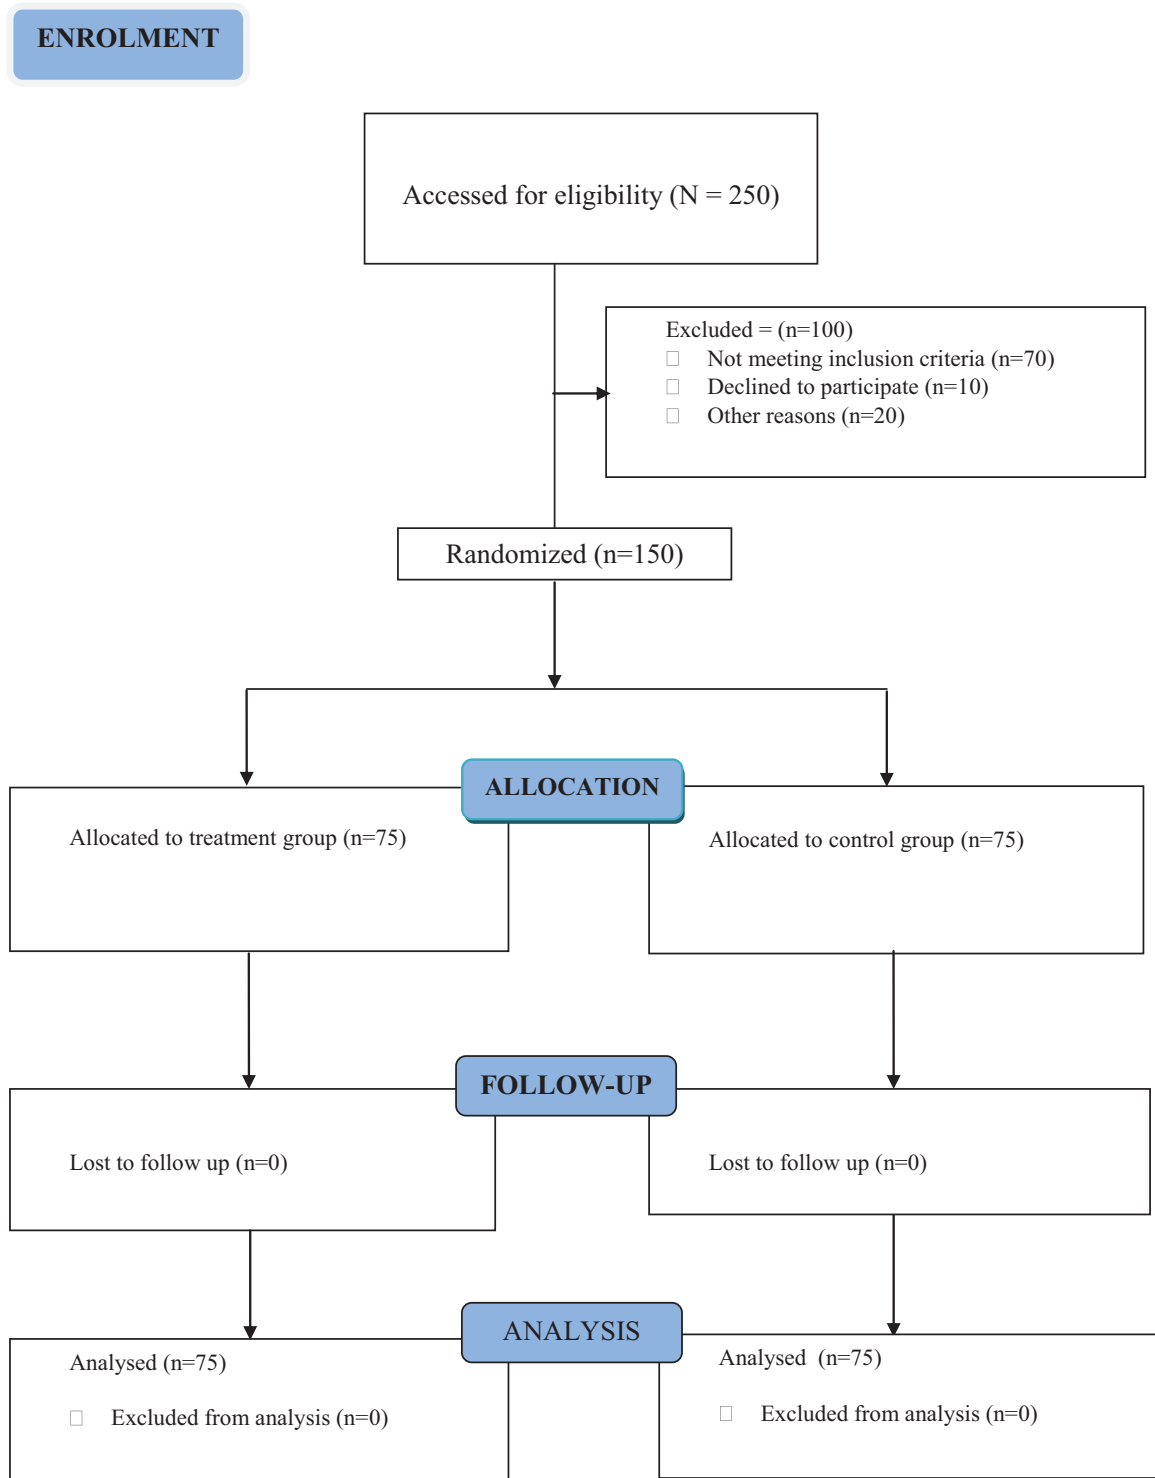 ENROLMENT
Accessed for eligibility (N = 250)
Excluded = (n=100)
Not meeting inclusion criteria (n=70)
Declined to participate (n=10)
Other reasons (n=20)
Randomized (n=150)
ALLOCATION
Allocated to treatment group (n=75)
Allocated to control group (n=75)
FOLLOW-UP
Lost to follow up (n=0)
Lost to follow up (n=0)
ANALYSIS
Analysed (n=75)
Excluded from analysis (n=0)
Analysed (n=75)
Excluded from analysis (n=0)